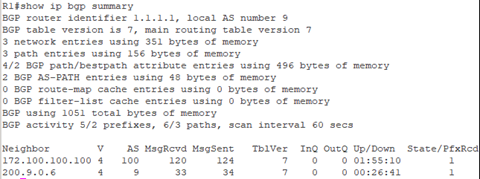 R1#show ip bgp summary
BGP router identifier 1.1.1.1, local AS number 9
BGP table version is 7, main routing table version 7
3 network entries using 351 bytes of memory
3 path entries using 156 bytes of memory
4/2 BGP path/bestpath attribute entries using 496 bytes of memory
2 BGP AS-PATH entries using 48 bytes of memory
0 BGP route-map cache entries using 0 bytes of memory
0 BGP filter-list cache entries using 0 bytes of memory
BGP using 1051 total bytes of memory
BGP activity 5/2 prefixes, 6/3 paths, scan interval 60 secs
Neighbor V AS MsgRcvd MsgSent TblVer InQ OutQ Up/Down State/PfxRcd
172.100.100.100 4 100 120 124 7 0 0 01:55:10 1
200.9.0.6 4 9 33 34 7 0 0 00:26:41 1